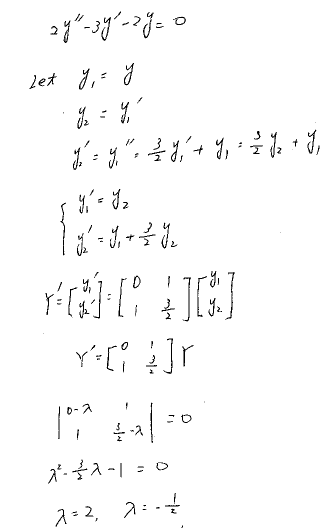 2y''-3y'-2y=0
Let y₁ = y
y₂ = y₁'
y₂' = y₁'' = 3/2 y₁' + y₁ = 3/2 y₂ + y₁
{ y₁' = y₂
y₂' = y₁ + 3/2 y₂
Y' = [y₁' ; y₂'] = [0 1 ; 1 3/2] [y₁ ; y₂]
Y' = [0 1 ; 1 3/2] Y
|0-λ 1 ; 1 3/2-λ| = 0
λ² - 3/2 λ - 1 = 0
λ = 2, λ = -1/2